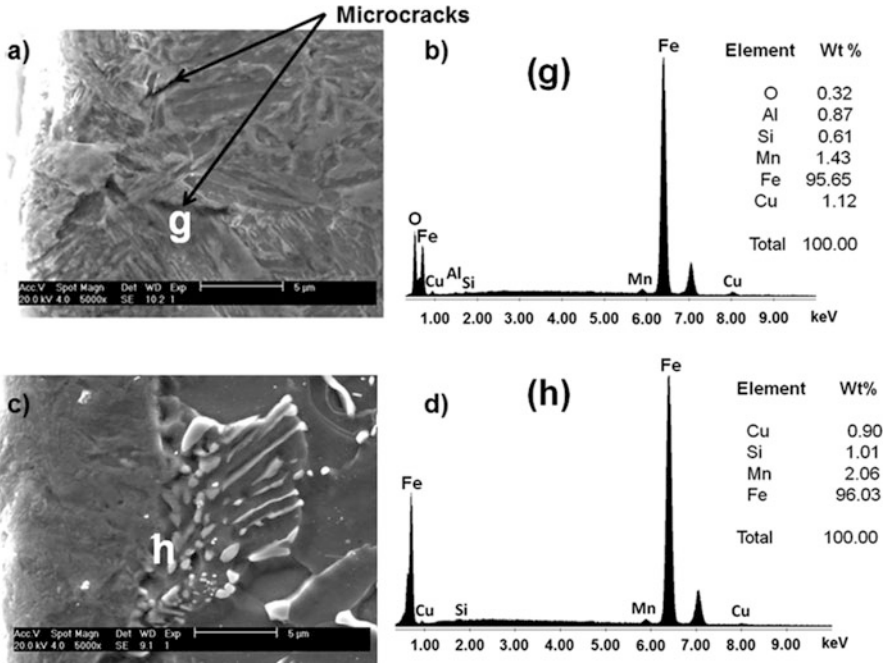 Microcracks
a)
g
Acc.V Spot Magn Det WD Exp
20.0 kV 4.0 5000x SE 10.2 1
5 µm
b)
(g)
Fe
O
Fe
Cu
Al
Si
Mn
Cu
1.00 2.00 3.00 4.00 5.00 6.00 7.00 8.00 9.00 keV
Element Wt %
O 0.32
Al 0.87
Si 0.61
Mn 1.43
Fe 95.65
Cu 1.12
Total 100.00
c)
h
Acc.V Spot Magn Det WD Exp
20.0 kV 4.0 5000x SE 9.1 1
5 µm
d)
(h)
Fe
Fe
Cu
Si
Mn
Cu
1.00 2.00 3.00 4.00 5.00 6.00 7.00 8.00 9.00 keV
Element Wt%
Cu 0.90
Si 1.01
Mn 2.06
Fe 96.03
Total 100.00